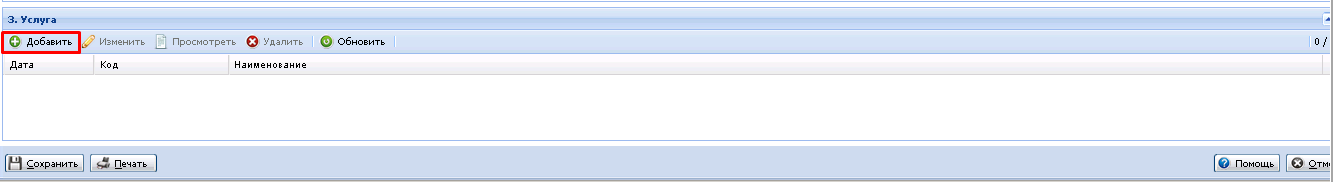 3. Услуга
Добавить Изменить Просмотреть Удалить Обновить 0 /
Дата Код Наименование
Сохранить Печать Помощь